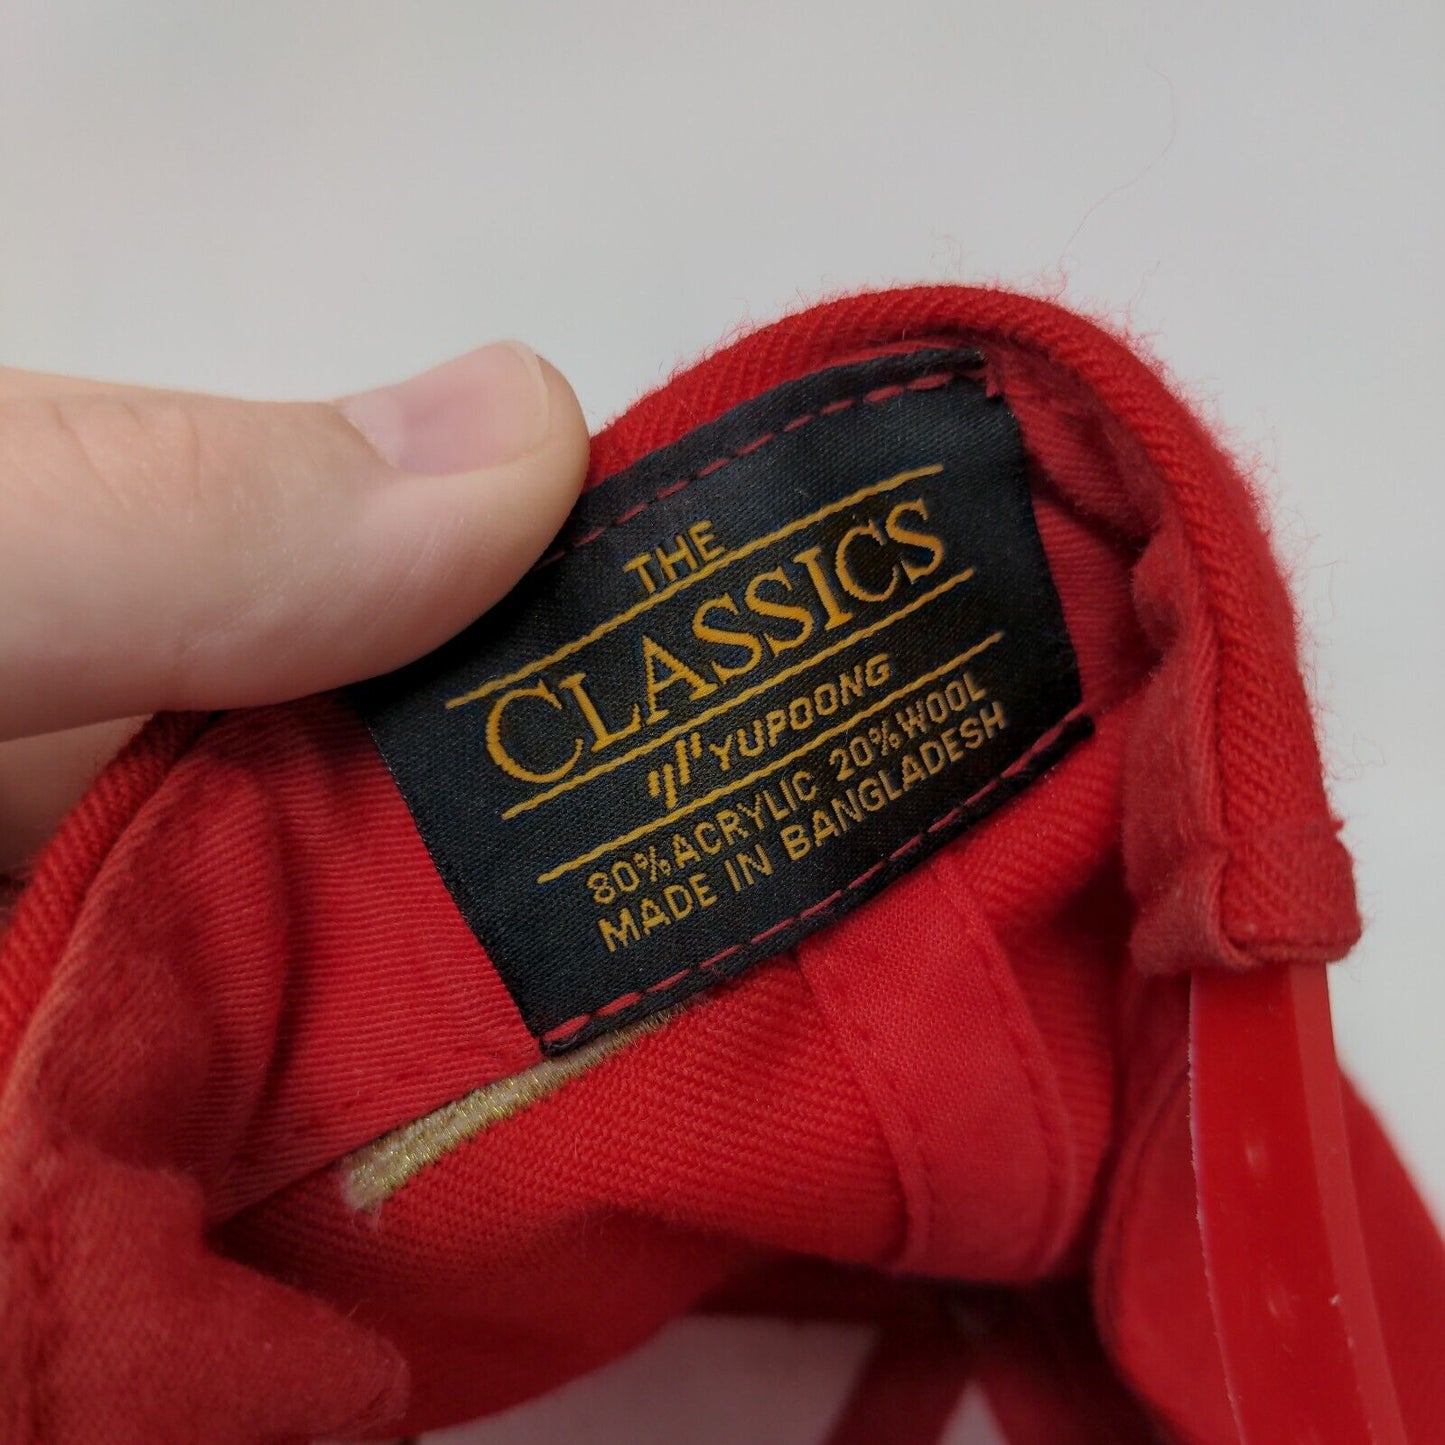 THE
CLASSICS
YUPOONG
80% ACRYLIC 20% WOOL
MADE IN BANGLADESH